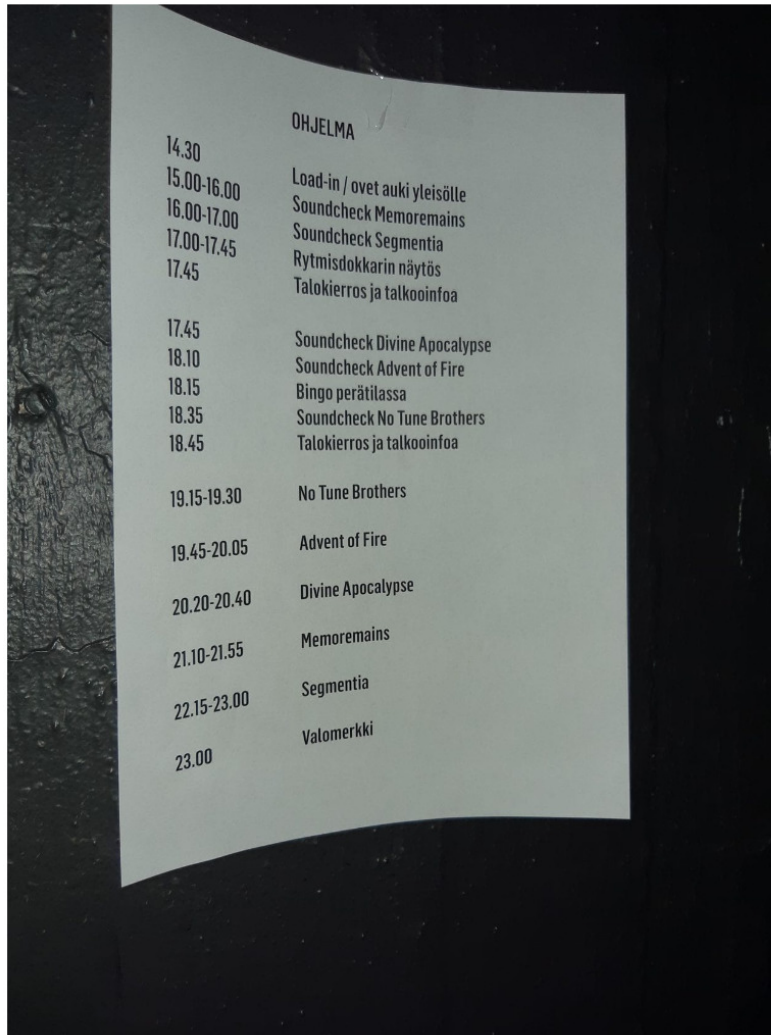 OHJELMA
14.30 Load-in / ovet auki yleisölle
15.00-16.00 Soundcheck Memoremains
16.00-17.00 Soundcheck Segmentia
17.00-17.45 Rytmisdokkarin näytös
17.45 Talokierros ja talkooinfoa
17.45 Soundcheck Divine Apocalypse
18.10 Soundcheck Advent of Fire
18.15 Bingo perätilassa
18.35 Soundcheck No Tune Brothers
18.45 Talokierros ja talkooinfoa
19.15-19.30 No Tune Brothers
19.45-20.05 Advent of Fire
20.20-20.40 Divine Apocalypse
21.10-21.55 Memoremains
22.15-23.00 Segmentia
23.00 Valomerkki